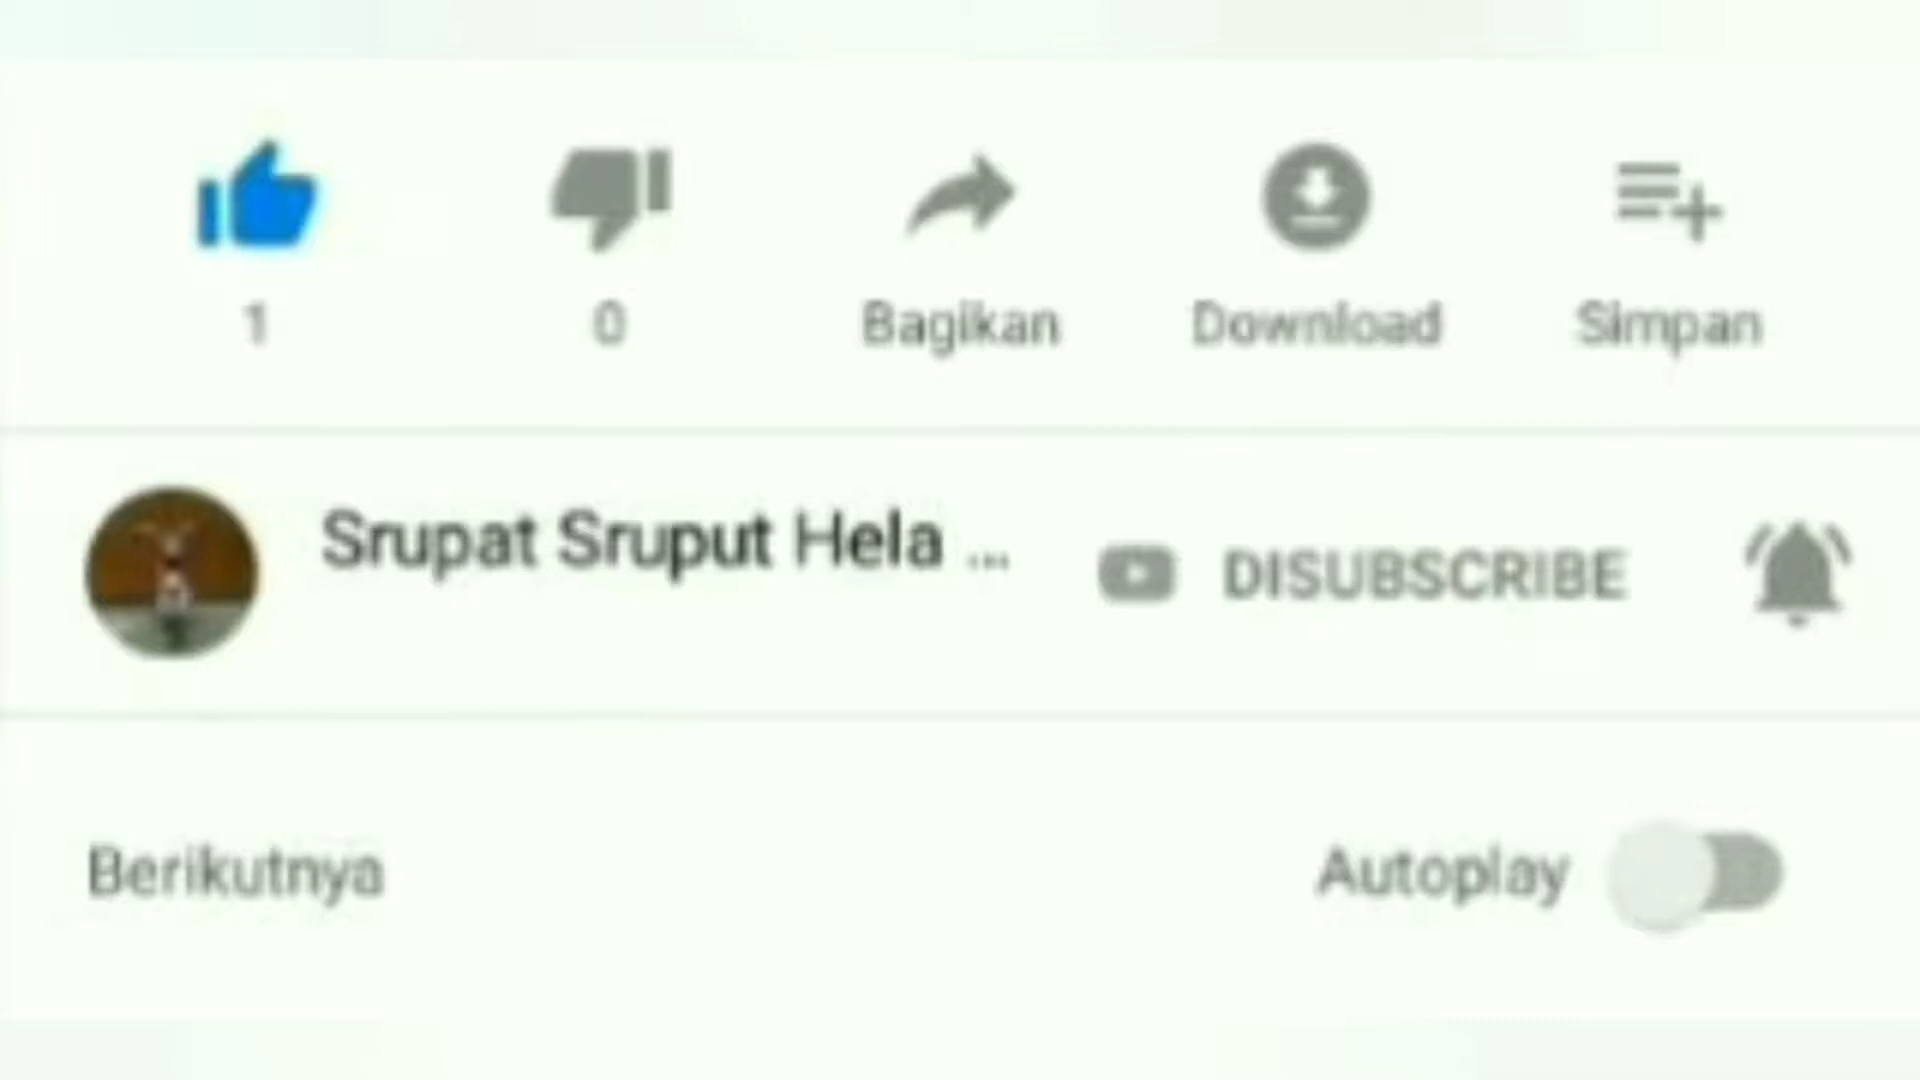 1 0 Bagikan Download Simpan
Srupat Sruput Hela ... DISUBSCRIBE
Berikutnya Autoplay